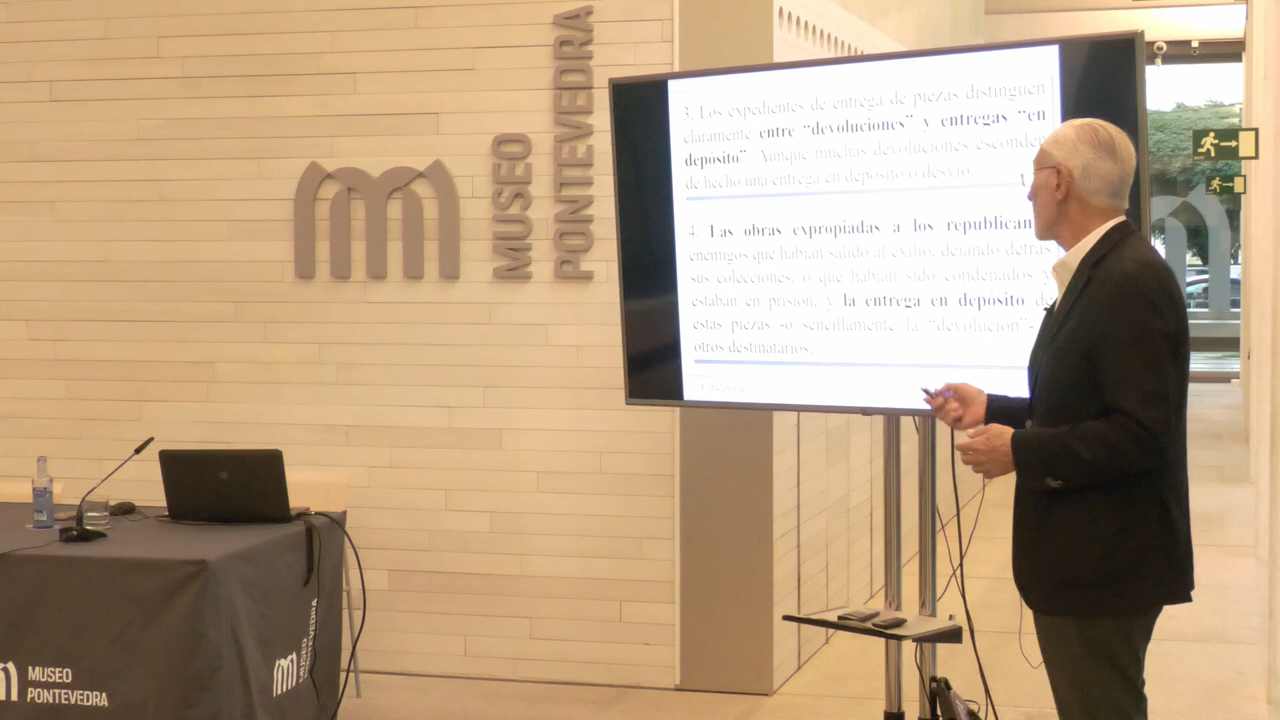 MUSEO
PONTEVEDRA
3. Los expedientes de entrega de piezas distinguen
claramente entre “devoluciones” y entregas “en
depósito”. Aunque muchas devoluciones esconden
de hecho una entrega en depósito o desvío.
4. Las obras expropiadas a los republican
enemigos que habían salido al exilio, dejando detrás
sus colecciones, o que habían sido condenados y
estaban en prisión, y la entrega en depósito de
estas piezas -o sencillamente la “devolución”-
otros destinatarios.
MUSEO
PONTEVEDRA
MUSEO
PONTEVEDRA